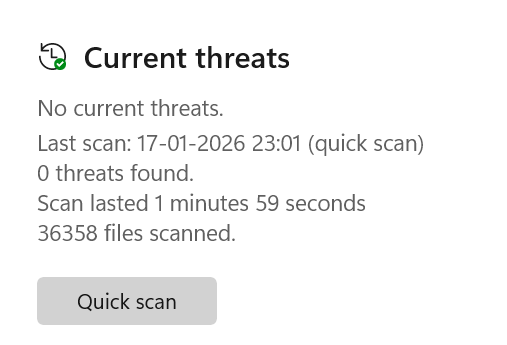 Current threats
No current threats.
Last scan: 17-01-2026 23:01 (quick scan)
0 threats found.
Scan lasted 1 minutes 59 seconds
36358 files scanned.
Quick scan